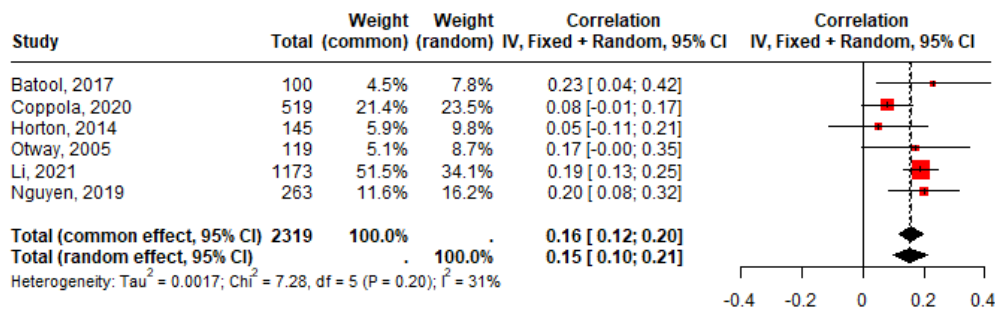 Weight Weight Correlation Correlation
Study Total (common) (random) IV, Fixed + Random, 95% CI IV, Fixed + Random, 95% CI
Batool, 2017 100 4.5% 7.8% 0.23 [ 0.04; 0.42]
Coppola, 2020 519 21.4% 23.5% 0.08 [-0.01; 0.17]
Horton, 2014 145 5.9% 9.8% 0.05 [-0.11; 0.21]
Otway, 2005 119 5.1% 8.7% 0.17 [-0.00; 0.35]
Li, 2021 1173 51.5% 34.1% 0.19 [ 0.13; 0.25]
Nguyen, 2019 263 11.6% 16.2% 0.20 [ 0.08; 0.32]
Total (common effect, 95% CI) 2319 100.0% . 0.16 [ 0.12; 0.20]
Total (random effect, 95% CI) . 100.0% 0.15 [ 0.10; 0.21]
Heterogeneity: Tau² = 0.0017; Chi² = 7.28, df = 5 (P = 0.20); I² = 31%
-0.4 -0.2 0 0.2 0.4